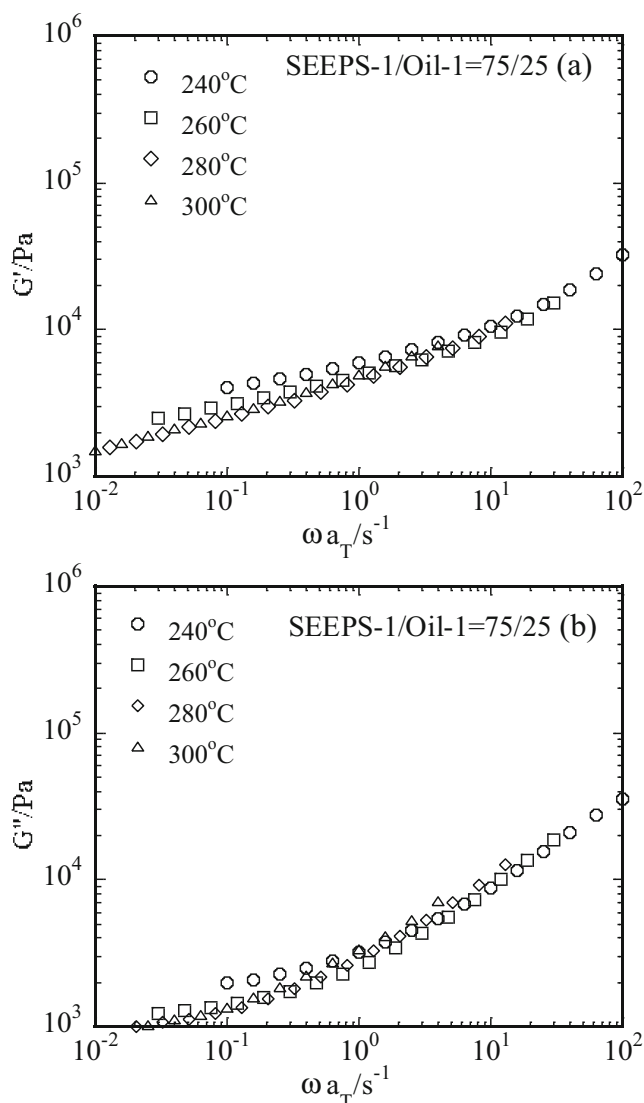 10^6
SEEPS-1/Oil-1=75/25 (a)
240°C
260°C
280°C
300°C
10^5
G'/Pa
10^4
10^3
10^-2 10^-1 10^0 10^1 10^2
ω a_T/s^-1
10^6
SEEPS-1/Oil-1=75/25 (b)
240°C
260°C
280°C
300°C
10^5
G"/Pa
10^4
10^3
10^-2 10^-1 10^0 10^1 10^2
ω a_T/s^-1